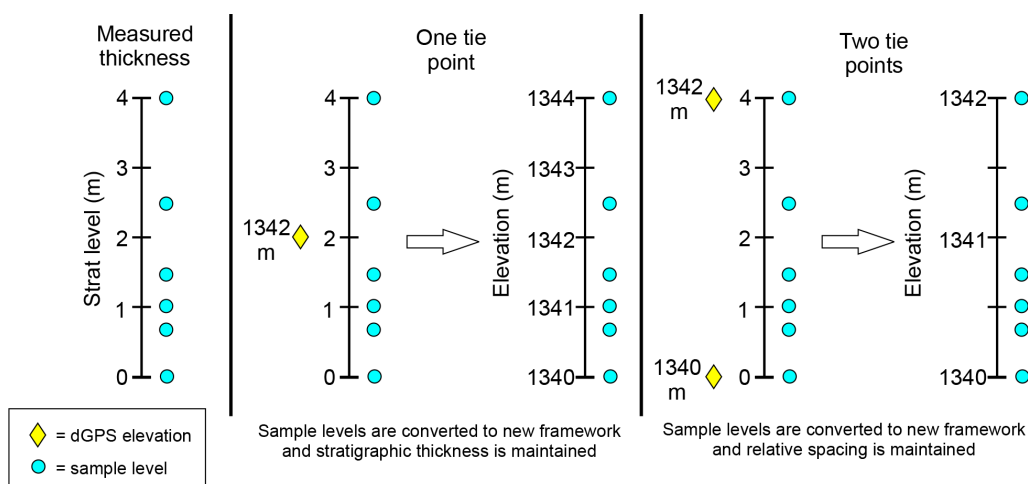 Measured
thickness
Strat level (m)
4
3
2
1
0
= dGPS elevation
= sample level
One tie
point
1342
m
4
3
2
1
0
Elevation (m)
1344
1343
1342
1341
1340
Sample levels are converted to new framework
and stratigraphic thickness is maintained
Two tie
points
1342
m
1340
m
4
3
2
1
0
Elevation (m)
1342
1341
1340
Sample levels are converted to new framework
and relative spacing is maintained